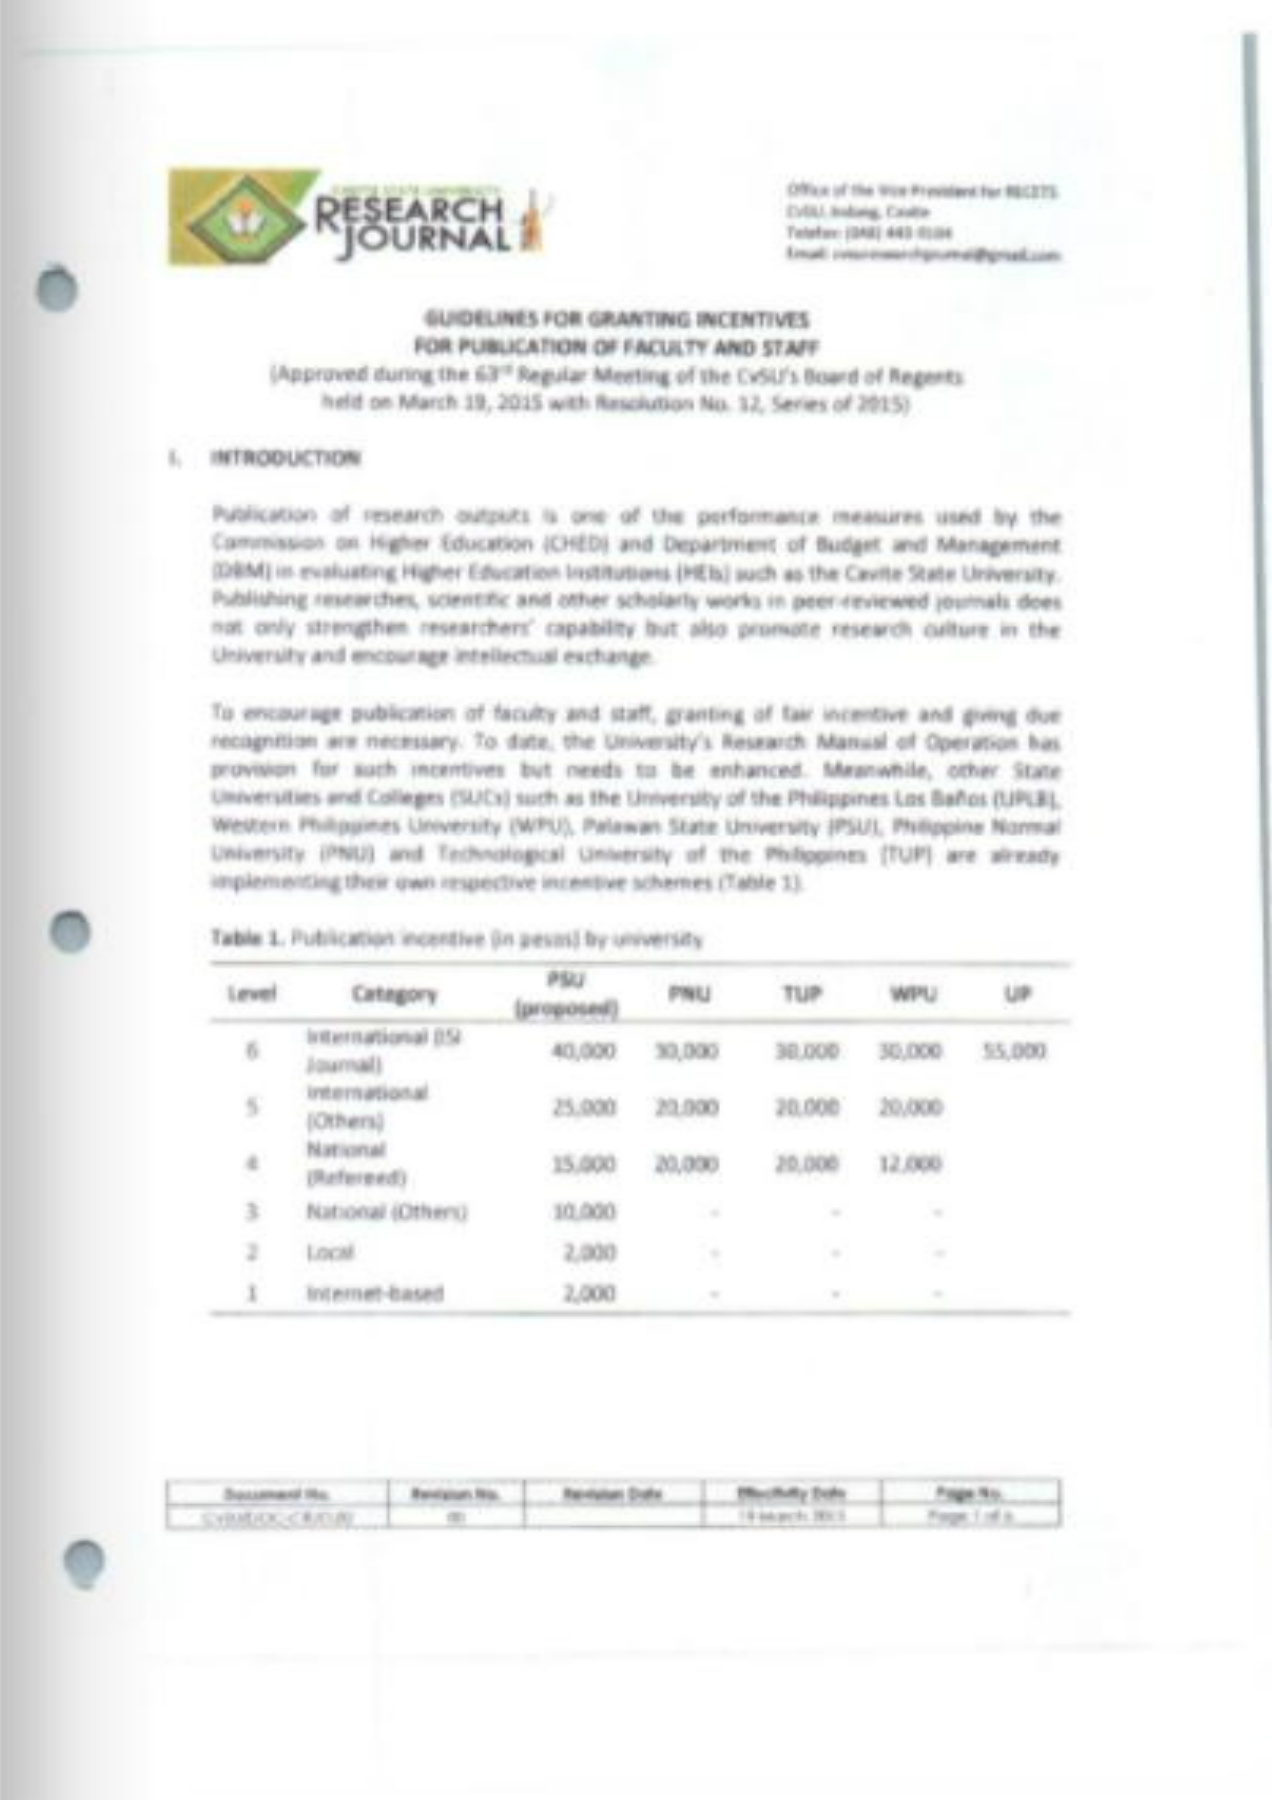 CAVITE STATE UNIVERSITY
RESEARCH
JOURNAL
Office of the Vice President for RECETS
CvSU, Indang, Cavite
Telefax: (046)
Email: cvsuresearchjournal@gmail.com
GUIDELINES FOR GRANTING INCENTIVES
FOR PUBLICATION OF FACULTY AND STAFF
(Approved during the 63rd Regular Meeting of the CvSU's Board of Regents
held on March 19, 2015 with Resolution No. 12, Series of 2015)
I. INTRODUCTION
Publication of research outputs is one of the performance measures used by the
Commission on Higher Education (CHED) and Department of Budget and Management
(DBM) in evaluating Higher Education Institutions (HEIs) such as the Cavite State University.
Publishing researches, scientific and other scholarly works in peer-reviewed journals does
not only strengthen researchers' capability but also promote research culture in the
University and encourage intellectual exchange.
To encourage publication of faculty and staff, granting of fair incentive and giving due
recognition are necessary. To date, the University's Research Manual of Operation has
provision for such incentives but needs to be enhanced. Meanwhile, other State
Universities and Colleges (SUCs) such as the University of the Philippines Los Baños (UPLB),
Western Philippines University (WPU), Palawan State University (PSU), Philippine Normal
University (PNU) and Technological University of the Philippines (TUP) are already
implementing their own respective incentive schemes (Table 1).
Table 1. Publication incentive (in pesos) by university
Level Category PSU (proposed) PNU TUP WPU UP
6 International (ISI Journal) 40,000 30,000 30,000 30,000 55,000
5 International (Others) 25,000 20,000 20,000 20,000
4 National (Refereed) 15,000 20,000 20,000 12,000
3 National (Others) 10,000 - - -
2 Local 2,000 - - -
1 Internet-based 2,000 - - -
Document No. Revision No. Revision Date Effectivity Date Page No.
00 19 March 2015 Page 1 of 6